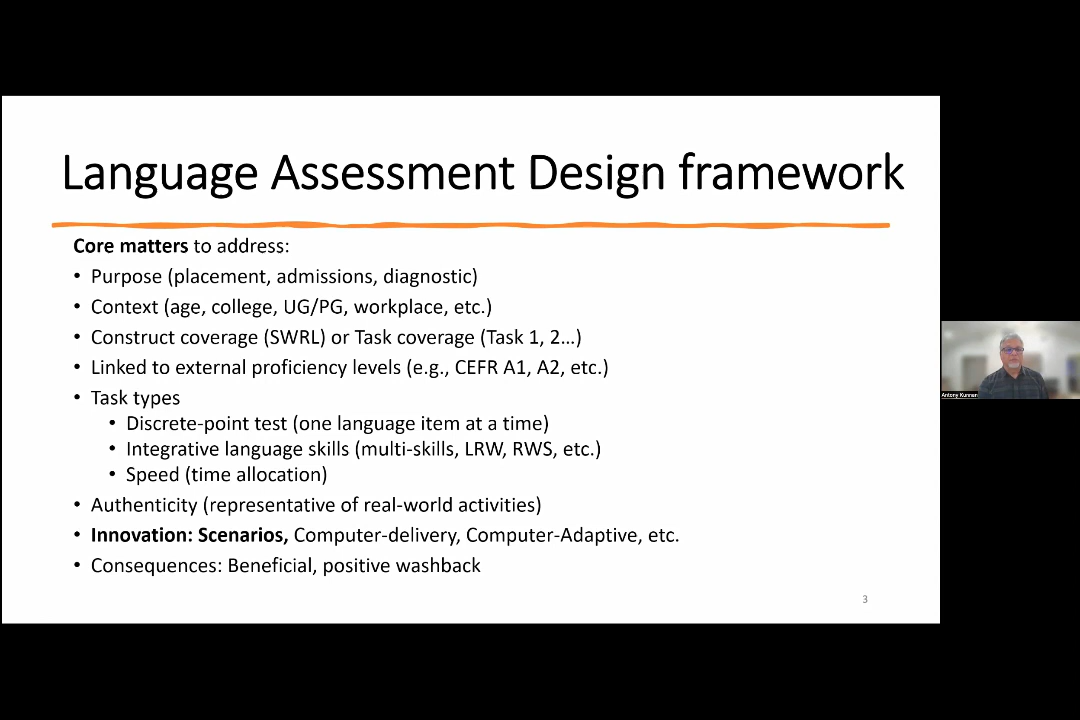 Language Assessment Design framework
Core matters to address:
• Purpose (placement, admissions, diagnostic)
• Context (age, college, UG/PG, workplace, etc.)
• Construct coverage (SWRL) or Task coverage (Task 1, 2…)
• Linked to external proficiency levels (e.g., CEFR A1, A2, etc.)
• Task types
• Discrete-point test (one language item at a time)
• Integrative language skills (multi-skills, LRW, RWS, etc.)
• Speed (time allocation)
• Authenticity (representative of real-world activities)
• Innovation: Scenarios, Computer-delivery, Computer-Adaptive, etc.
• Consequences: Beneficial, positive washback
3
Antony Kunnan